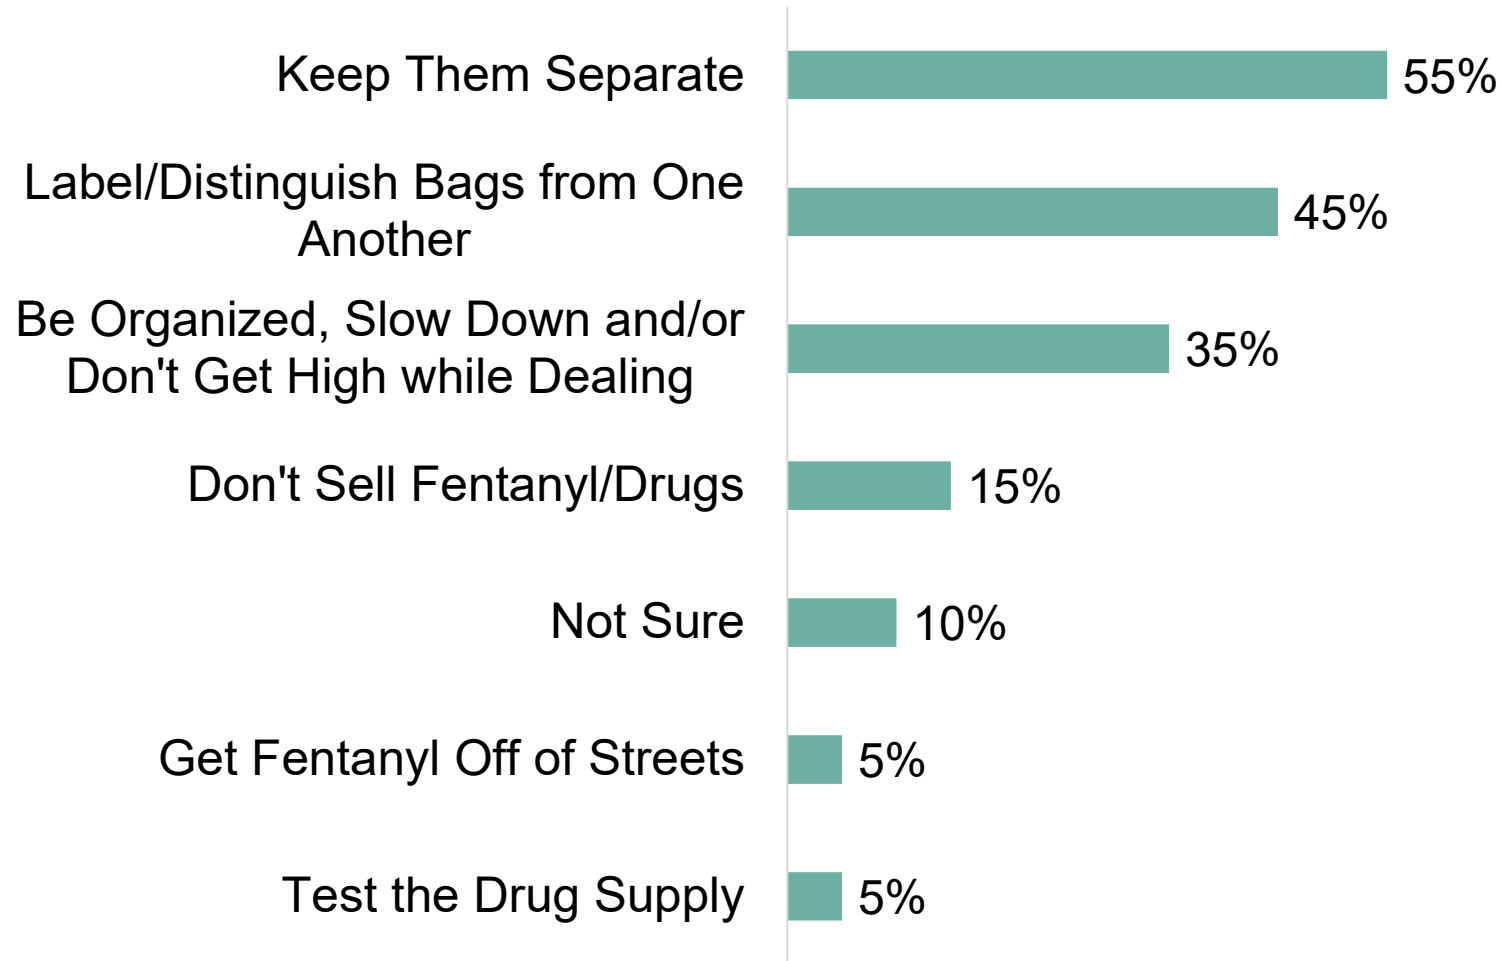 Keep Them Separate
55%
Label/Distinguish Bags from One
Another
45%
Be Organized, Slow Down and/or
Don't Get High while Dealing
35%
Don't Sell Fentanyl/Drugs
15%
Not Sure
10%
Get Fentanyl Off of Streets
5%
Test the Drug Supply
5%